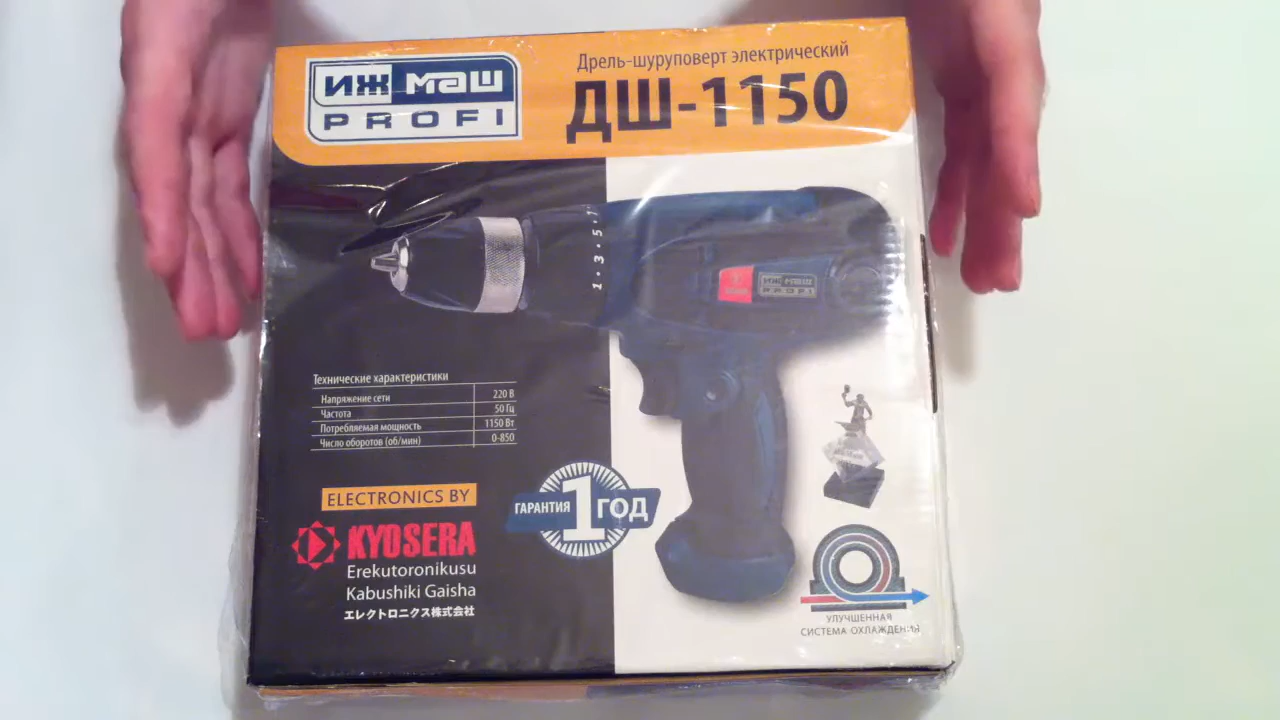 ИЖ-МАШ
PROFI
Дрель-шуруповерт электрический
ДШ-1150
1 • 3 • 5 •
ИЖ-МАШ
PROFI
Технические характеристики
Напряжение сети 220 В
Частота 50 Гц
Потребляемая мощность 1150 Вт
Число оборотов (об/мин) 0-850
ELECTRONICS BY
KYOSERA
Erekutoronikusu
Kabushiki Gaisha
エレクトロニクス株式会社
ГАРАНТИЯ 1 ГОД
УЛУЧШЕННАЯ
СИСТЕМА ОХЛАЖДЕНИЯ